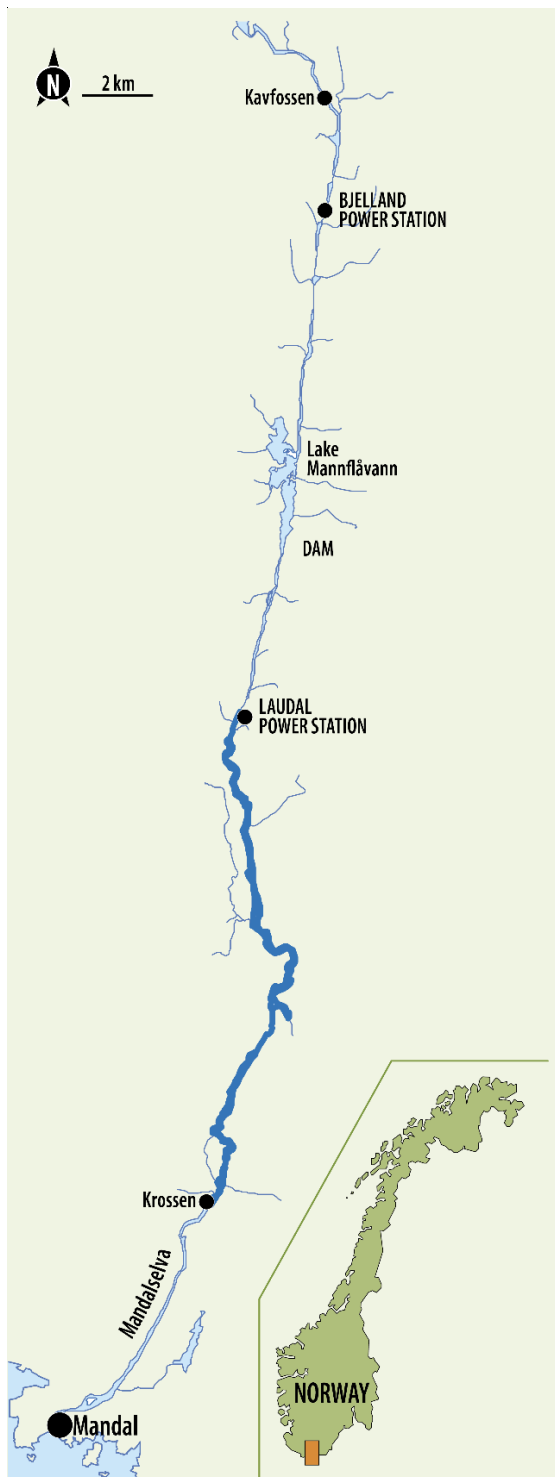 N
2 km
Kavfossen
BJELLAND
POWER STATION
Lake
Mannflåvann
DAM
LAUDAL
POWER STATION
Krossen
Mandalselva
NORWAY
Mandal